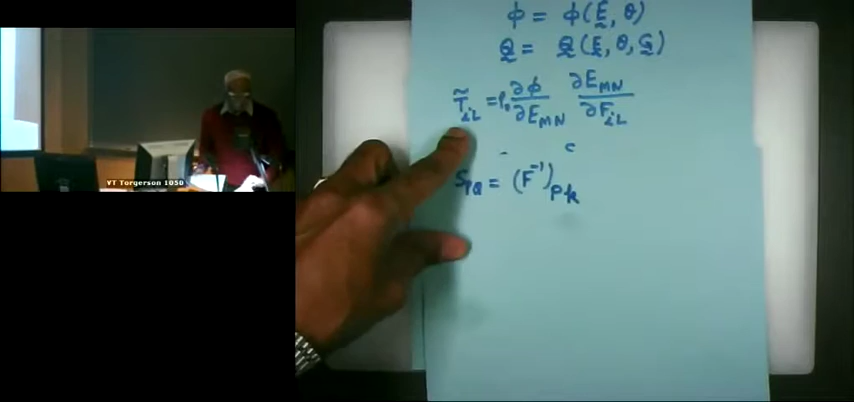 ϕ = ϕ(E, θ)
Q = Q(E, θ, G)
T̃iL = ρ₀ ∂ϕ/∂EMN ∂EMN/∂FiL
SPQ = (F⁻¹)Pk
VT Torgerson 1050